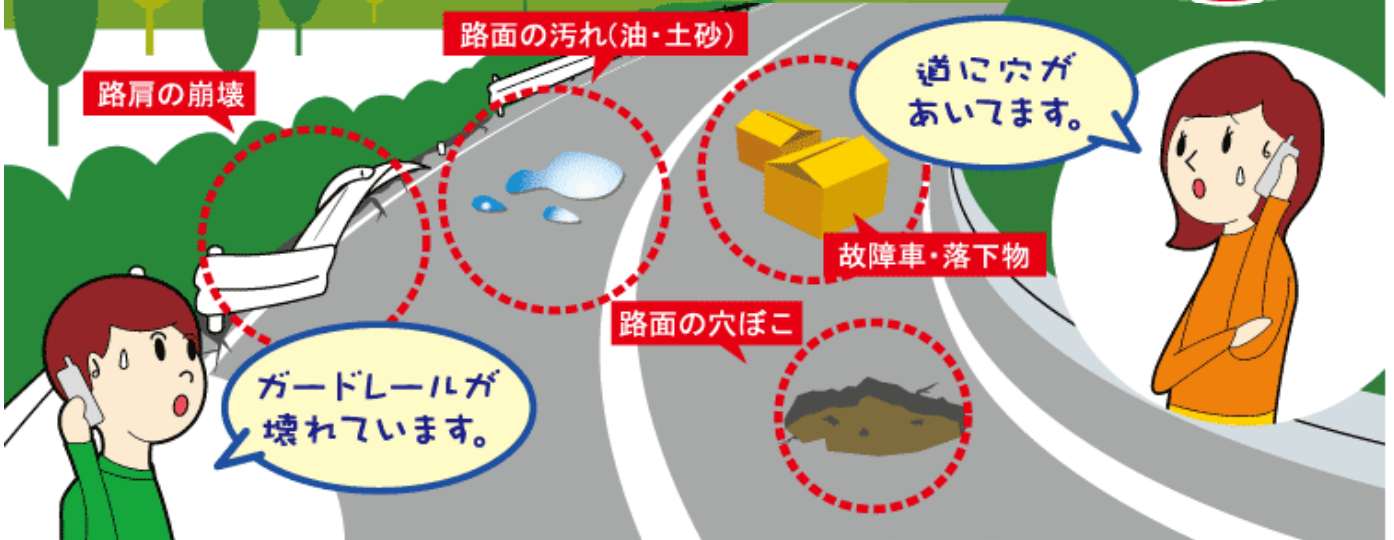 路面の汚れ(油・土砂)
路肩の崩壊
道に穴が
あいてます。
故障車・落下物
路面の穴ぼこ
ガードレールが
壊れています。